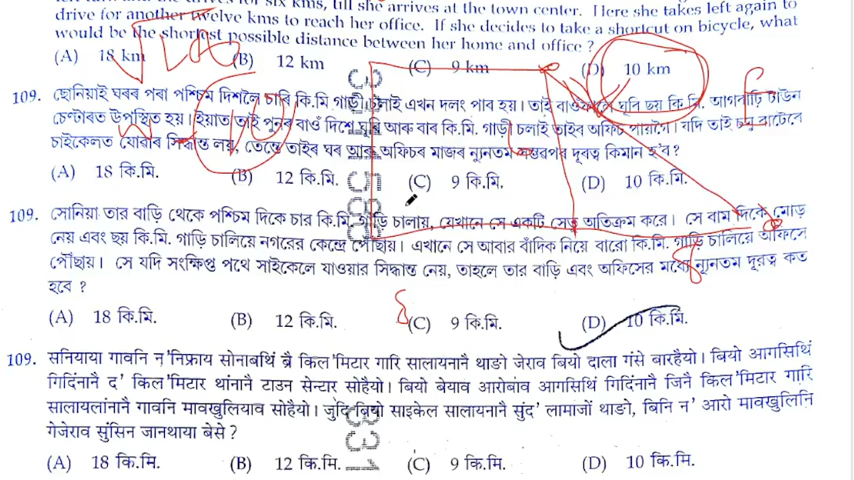 drive for another twelve kms to reach her office. If she decides to take a shortcut on bicycle, what
would be the shortest possible distance between her home and office ?
(A) 18 km (B) 12 km (C) 9 km (D) 10 km
109. ছোনিয়াই ঘৰৰ পৰা পশ্চিম দিশলৈ চাৰি কি.মি গাড়ী চলাই এখন দলং পাৰ হয়। তাই বাওঁফালে ঘূৰি ছয় কি.মি. আগবাঢ়ি টাউন
চেণ্টাৰত উপস্থিত হয়। ইয়াত তাই পুনৰ বাওঁ দিশে ঘূৰি আৰু বাৰ কি.মি. গাড়ী চলাই তাইৰ অফিচ পায়গৈ। যদি তাই চমু বাটেৰে
চাইকেলত যোৱাৰ সিদ্ধান্ত লয়, তেন্তে তাইৰ ঘৰ আৰু অফিচৰ মাজৰ ন্যূনতম দূৰত্ব কিমান হ'ব?
(A) 18 কি.মি. (B) 12 কি.মি. (C) 9 কি.মি. (D) 10 কি.মি.
109. সোনিয়া তার বাড়ি থেকে পশ্চিম দিকে চার কি.মি. গাড়ি চালায়, যেখানে সে একটি সেতু অতিক্রম করে। সে বাম দিকে মোড়
নেয় এবং ছয় কি.মি. গাড়ি চালিয়ে নগরের কেন্দ্রে পৌঁছায়। এখানে সে আবার বাঁদিক নিয়ে বারো কি.মি. গাড়ি চালিয়ে অফিসে
পৌঁছায়। সে যদি সংক্ষিপ্ত পথে সাইকেলে যাওয়ার সিদ্ধান্ত নেয়, তাহলে তার বাড়ি এবং অফিসের মধ্যে ন্যূনতম দূরত্ব কত
হবে ?
(A) 18 কি.মি. (B) 12 কি.মি. (C) 9 কি.মি. (D) 10 কি.মি.
109. सनियाया गावनि न'निफ्राय सोनाबथिं ब्रै किल'मिटार गारि सालायनानै थाङो जेराव बियो दाला गंसे बारहैयो। बियो आगसिथिं
गिदिंनानै द' किल'मिटार थांनानै टाउन सेन्टार सोहैयो। बियो बेयाव आरोबाव आगसिथिं गिदिंनानै जिनै किल'मिटार गारि
सालायलांनानै गावनि मावखुलियाव सोहैयो। जुदि बियो साइकेल सालायनानै सुंद' लामाजों थाङो, बिनि न' आरो मावखुलिनि
गेजेराव सुंसिन जानथाया बेसे ?
(A) 18 कि.मि. (B) 12 कि.मि. (C) 9 कि.मि. (D) 10 कि.मि.